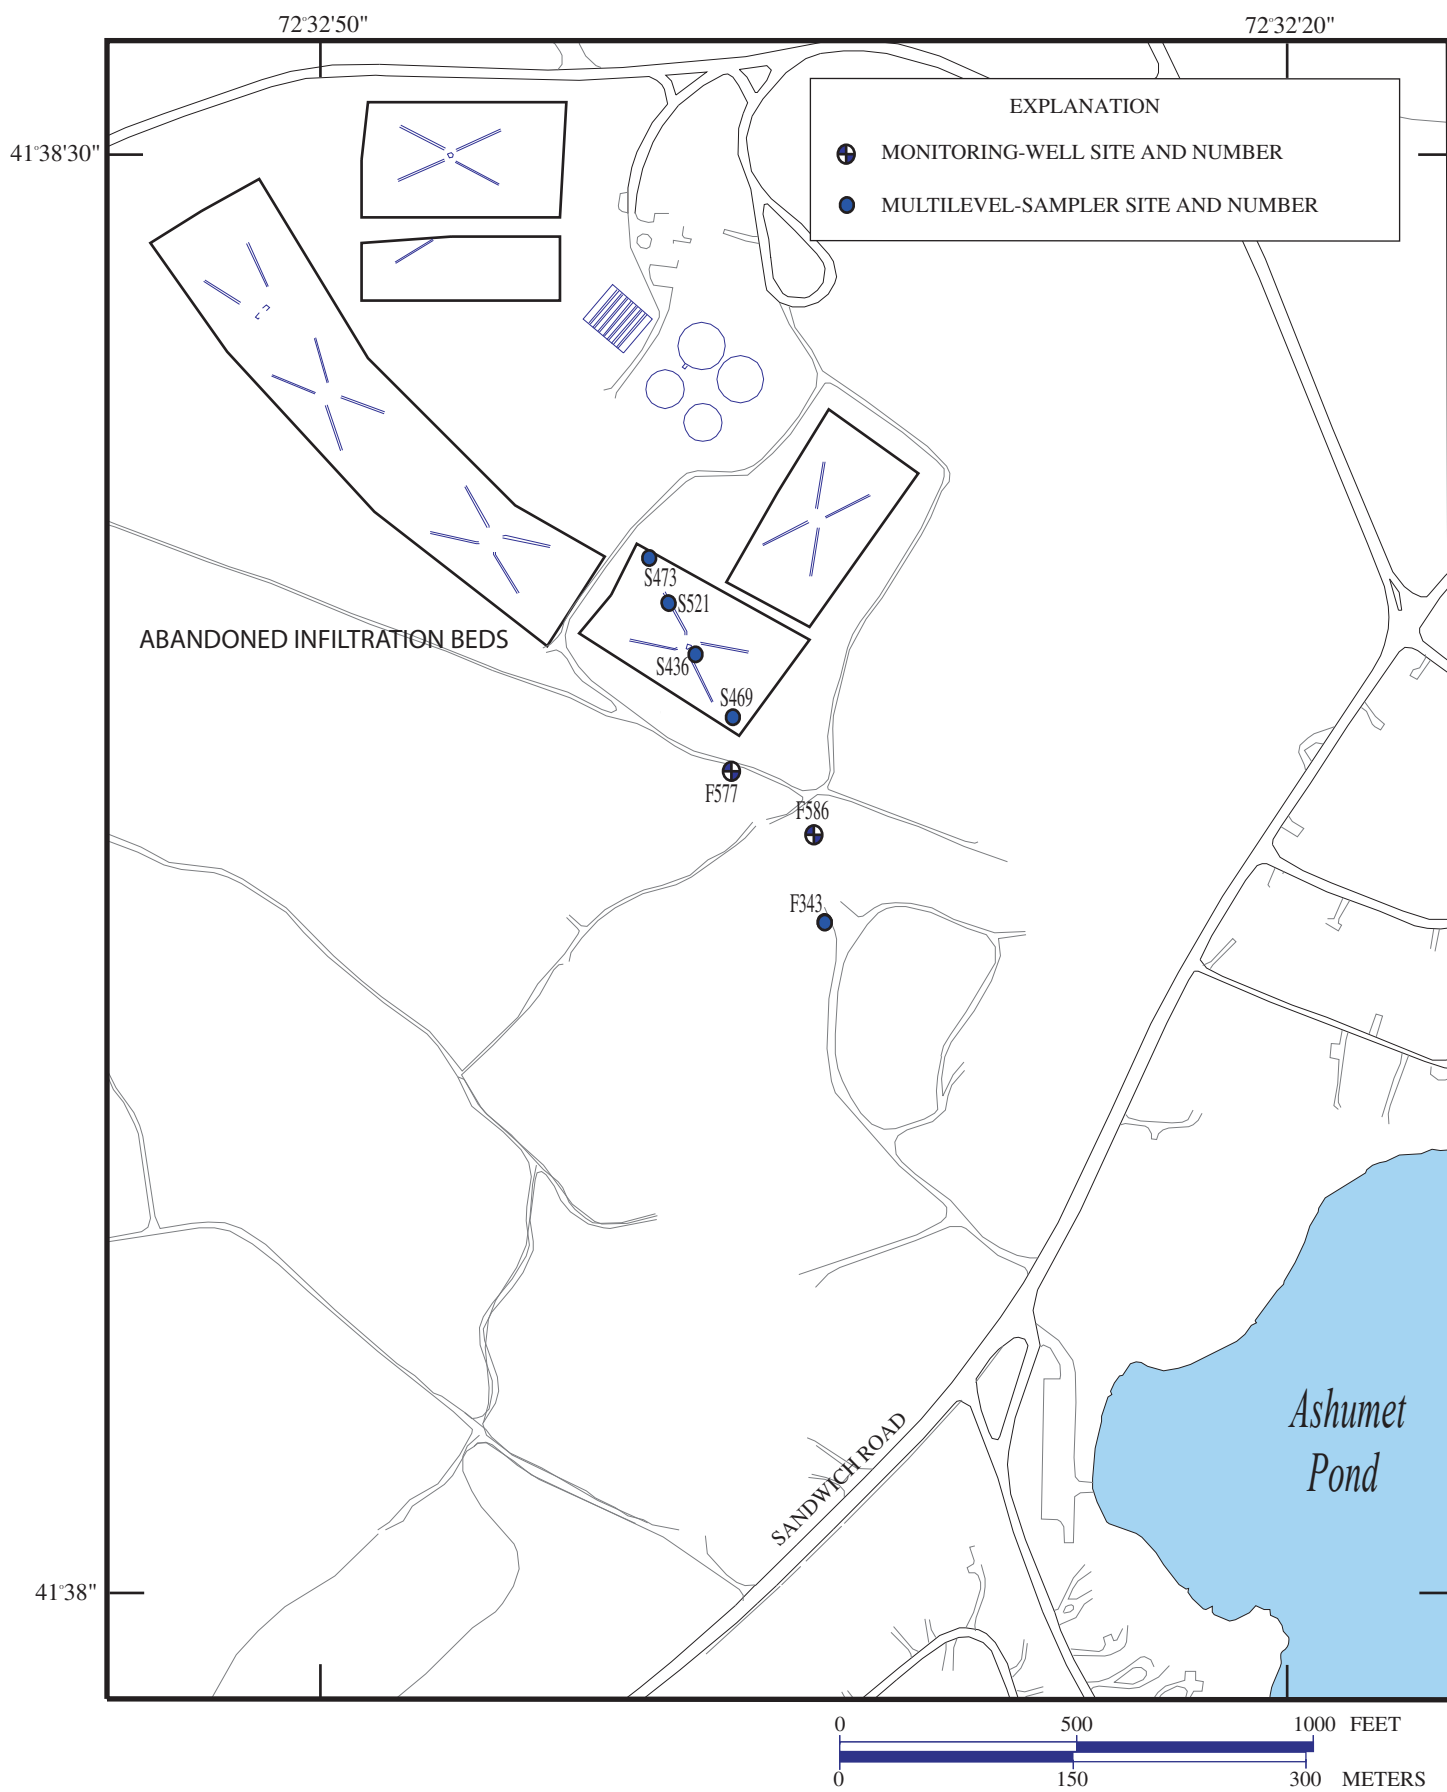 72°32'50"
72°32'20"
EXPLANATION
41°38'30"
MONITORING-WELL SITE AND NUMBER
MULTILEVEL-SAMPLER SITE AND NUMBER
S473
S521
ABANDONED INFILTRATION BEDS
S436
S469
F577
F586
F343
Ashumet
Pond
SANDWICH ROAD
41°38"
0 500 1000 FEET
0 150 300 METERS